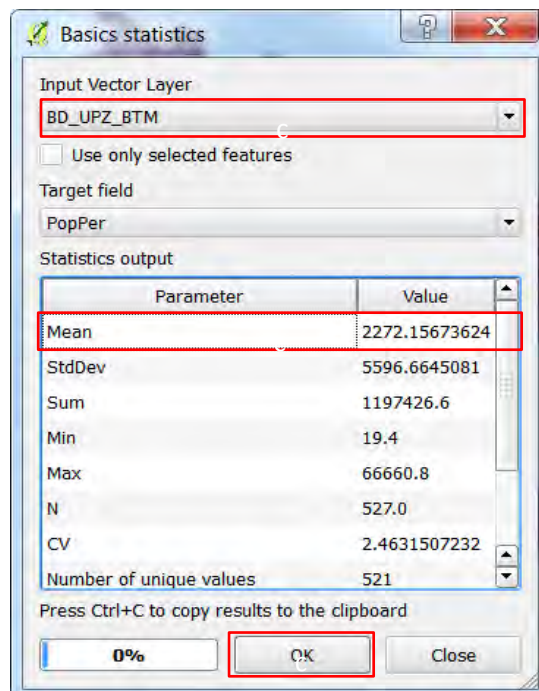 Basics statistics
Input Vector Layer
BD_UPZ_BTM
Use only selected features
Target field
PopPer
Statistics output
Parameter Value
Mean 2272.15673624
StdDev 5596.6645081
Sum 1197426.6
Min 19.4
Max 66660.8
N 527.0
CV 2.4631507232
Number of unique values 521
Press Ctrl+C to copy results to the clipboard
0% OK Close